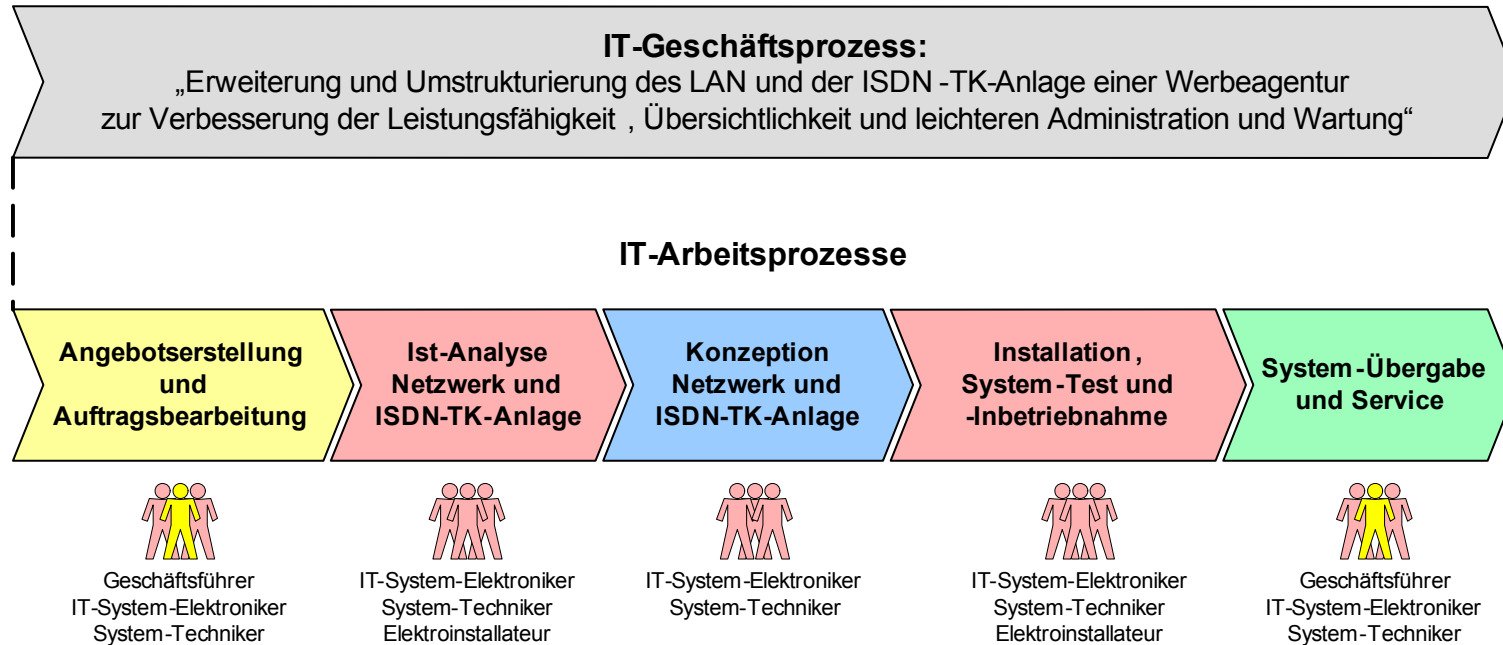 IT-Geschäftsprozess:
„Erweiterung und Umstrukturierung des LAN und der ISDN-TK-Anlage einer Werbeagentur
zur Verbesserung der Leistungsfähigkeit, Übersichtlichkeit und leichteren Administration und Wartung“
IT-Arbeitsprozesse
Angebotserstellung
und
Auftragsbearbeitung
Ist-Analyse
Netzwerk und
ISDN-TK-Anlage
Konzeption
Netzwerk und
ISDN-TK-Anlage
Installation,
System-Test und
-Inbetriebnahme
System-Übergabe
und Service
Geschäftsführer
IT-System-Elektroniker
System-Techniker
IT-System-Elektroniker
System-Techniker
Elektroinstallateur
IT-System-Elektroniker
System-Techniker
IT-System-Elektroniker
System-Techniker
Elektroinstallateur
Geschäftsführer
IT-System-Elektroniker
System-Techniker